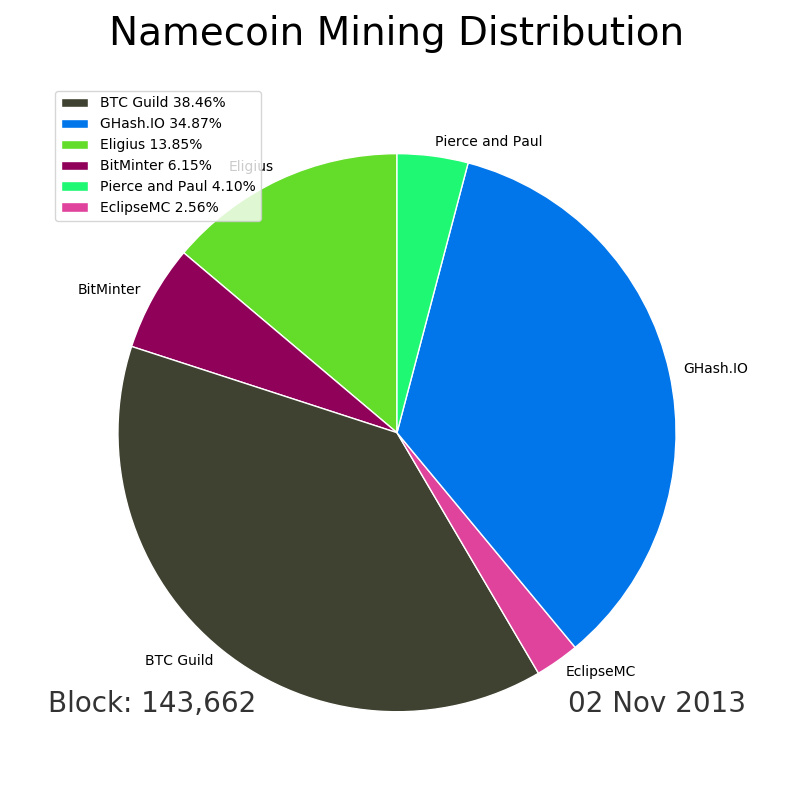 Namecoin Mining Distribution
BTC Guild 38.46%
GHash.IO 34.87%
Eligius 13.85%
BitMinter 6.15%
Pierce and Paul 4.10%
EclipseMC 2.56%
Pierce and Paul
Eligius
BitMinter
GHash.IO
BTC Guild
EclipseMC
Block: 143,662
02 Nov 2013